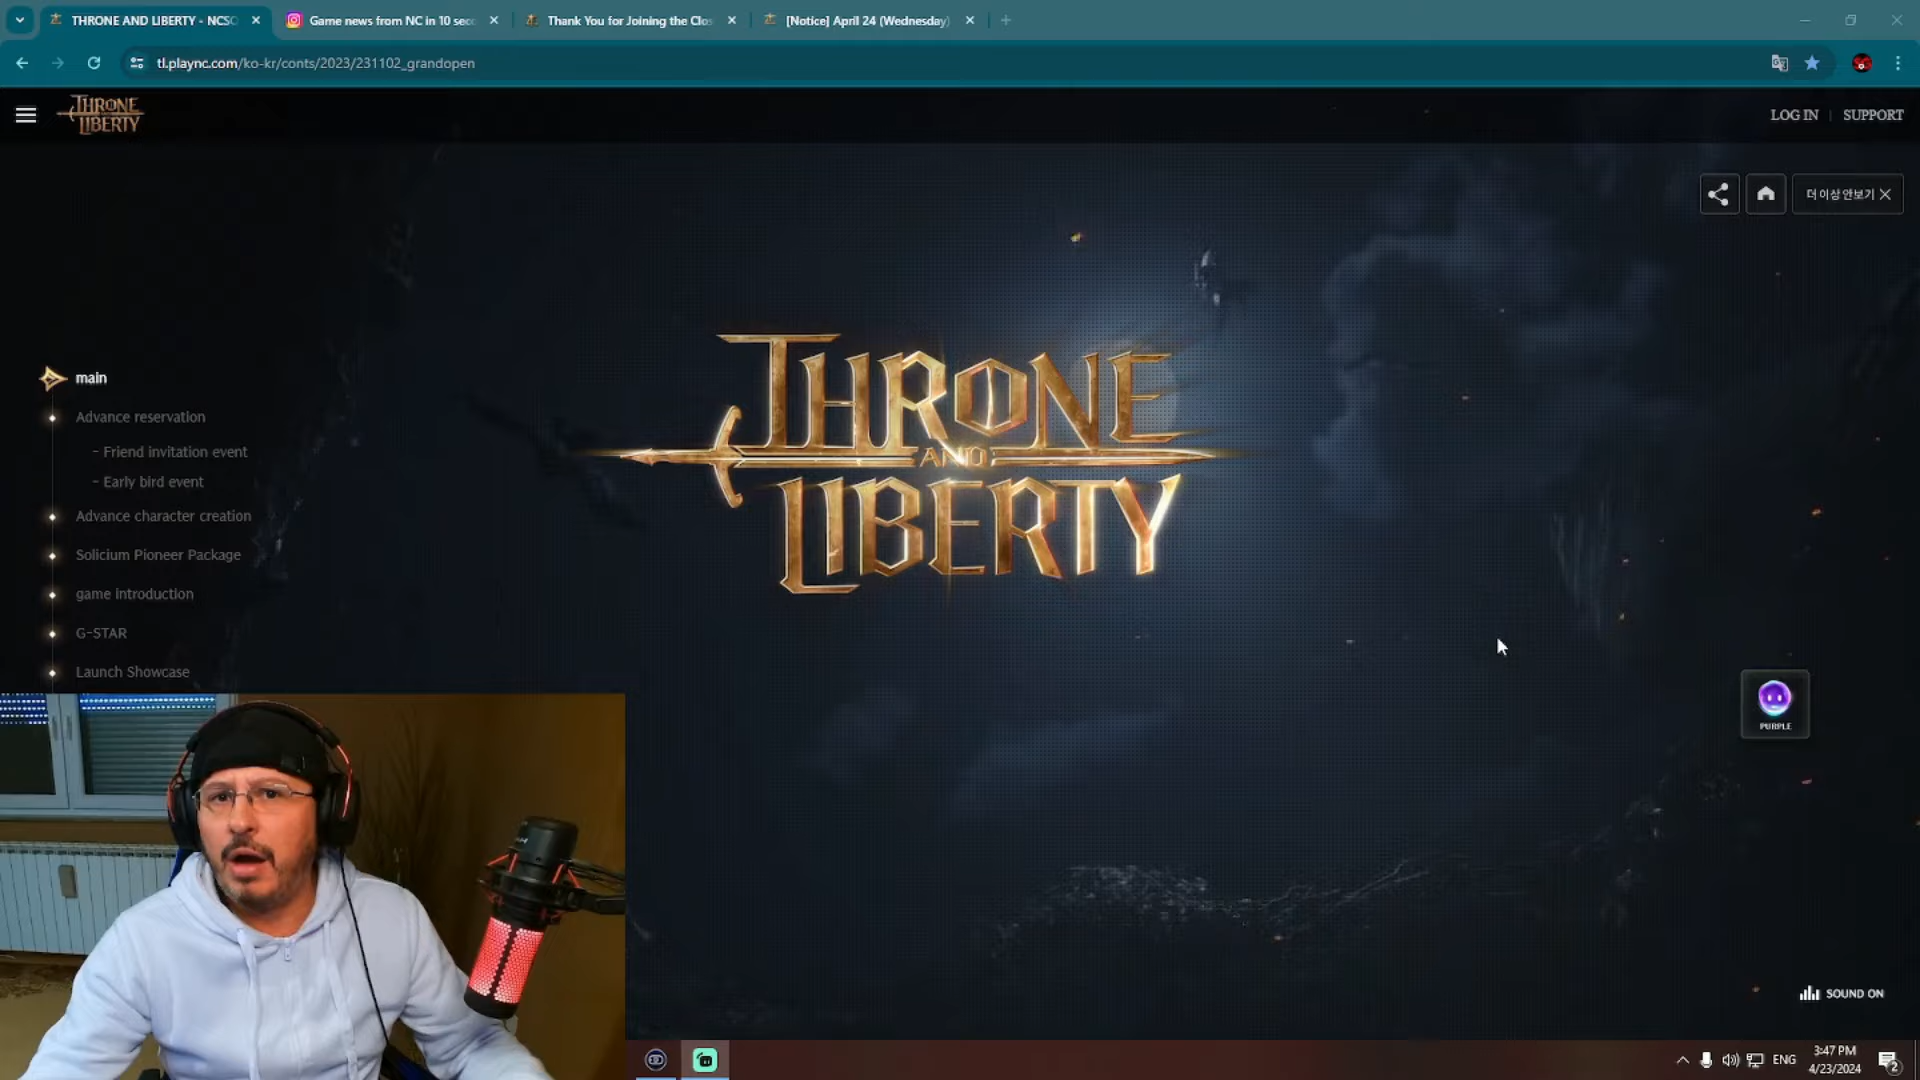 THRONE AND LIBERTY - NCSO
Game news from NC in 10 seco
Thank You for Joining the Clos
[Notice] April 24 (Wednesday)
tl.plaync.com/ko-kr/conts/2023/231102_grandopen
THRONE
LIBERTY
LOG IN
SUPPORT
더 이상 안보기
THRONE
AND
LIBERTY
main
Advance reservation
- Friend invitation event
- Early bird event
Advance character creation
Solicium Pioneer Package
game introduction
G-STAR
Launch Showcase
PURPLE
SOUND ON
ENG
3:47 PM
4/23/2024
2